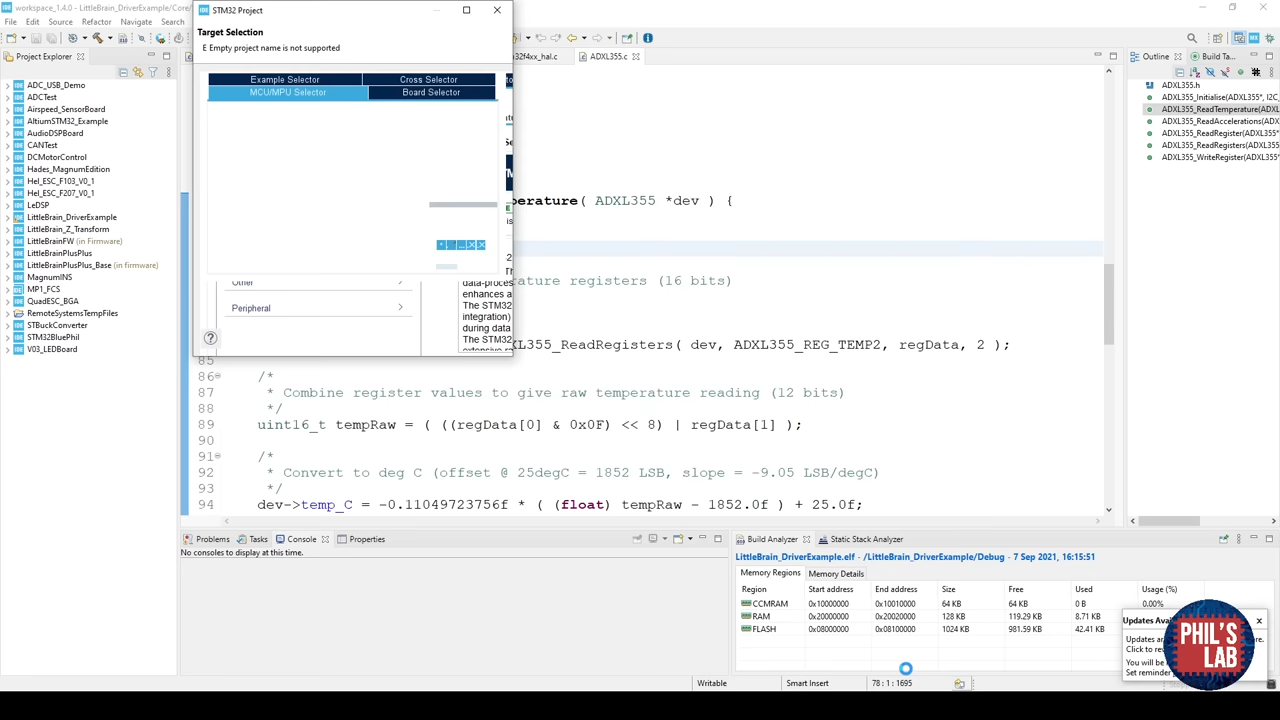 workspace_1.4.0 - LittleBrain_DriverExample/Core/
IDE STM32 Project
File Edit Source Refactor Navigate Search
Target Selection
E Empty project name is not supported
Project Explorer
ADXL355.c
Outline
Build Ta...
Example Selector
Cross Selector
MCU/MPU Selector
Board Selector
ADC_USB_Demo
ADCTest
Airspeed_SensorBoard
AltiumSTM32_Example
AudioDSPBoard
CANTest
DCMotorControl
Hades_MagnumEdition
Hel_ESC_F103_V0_1
Hel_ESC_F207_V0_1
LeDSP
LittleBrain_DriverExample
LittleBrain_Z_Transform
LittleBrainFW (in Firmware)
LittleBrainPlusPlus
LittleBrainPlusPlus_Base (in firmware)
MagnumINS
MP1_FCS
QuadESC_BGA
RemoteSystemsTempFiles
STBuckConverter
STM32BluePhil
V03_LEDBoard
Peripheral
data-proces
enhances a
The STM32
integration)
during data
The STM32
perature( ADXL355 *dev ) {
ature registers (16 bits)
XL355_ReadRegisters( dev, ADXL355_REG_TEMP2, regData, 2 );
85
86 /*
87 * Combine register values to give raw temperature reading (12 bits)
88 */
89 uint16_t tempRaw = ( ((regData[0] & 0x0F) << 8) | regData[1] );
90
91 /*
92 * Convert to deg C (offset @ 25degC = 1852 LSB, slope = -9.05 LSB/degC)
93 */
94 dev->temp_C = -0.11049723756f * ( (float) tempRaw - 1852.0f ) + 25.0f;
ADXL355.h
ADXL355_Initialise(ADXL355*, I2C_
ADXL355_ReadTemperature(ADXL
ADXL355_ReadAccelerations(ADX
ADXL355_ReadRegister(ADXL355*
ADXL355_ReadRegisters(ADXL355
ADXL355_WriteRegister(ADXL355*
Problems Tasks Console Properties
No consoles to display at this time.
Build Analyzer Static Stack Analyzer
LittleBrain_DriverExample.elf - /LittleBrain_DriverExample/Debug - 7 Sep 2021, 16:15:51
Memory Regions Memory Details
Region Start address End address Size Free Used Usage (%)
CCMRAM 0x10000000 0x10010000 64 KB 64 KB 0 B 0.00%
RAM 0x20000000 0x20020000 128 KB 119.29 KB 8.71 KB
FLASH 0x08000000 0x08100000 1024 KB 981.59 KB 42.41 KB
Click to re
You will be
Set reminder
PHIL'S
LAB
Writable Smart Insert 78 : 1 : 1695